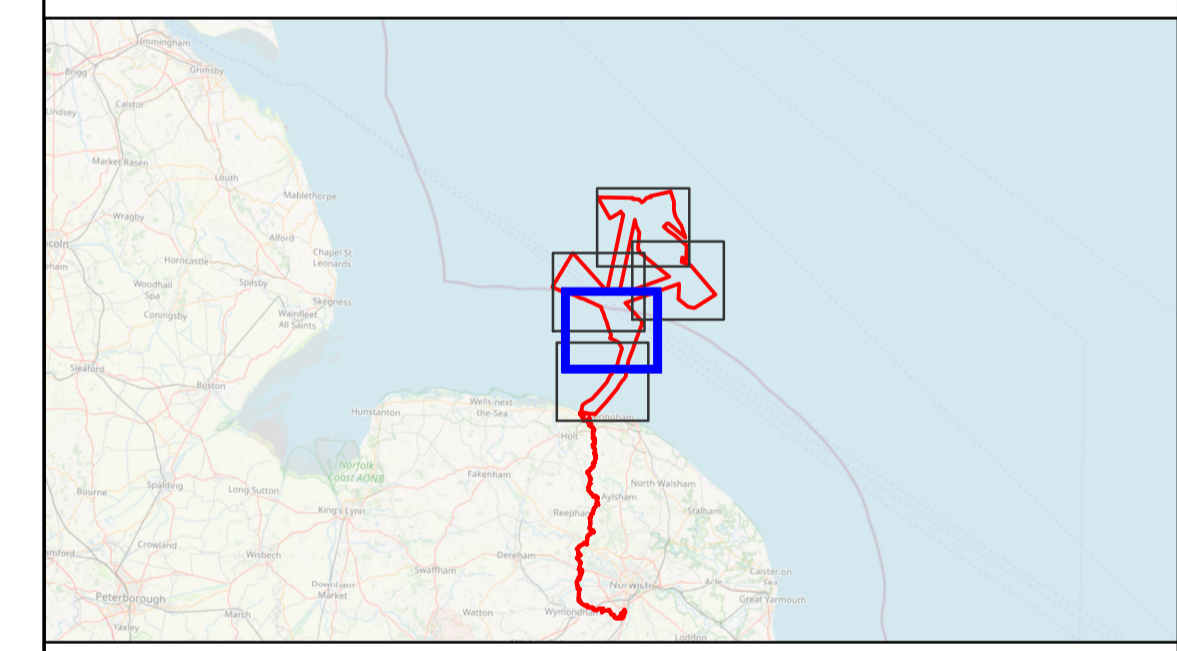 Immingham
Grimsby
Brigg
Caistor
Lindsey
Market Rasen
Louth
Mablethorpe
Wragby
Alford
Chapel St
Leonards
Horncastle
Woodhall
Spa
Spilsby
Skegness
Coningsby
Wainfleet
All Saints
Sleaford
Boston
Hunstanton
Wells-next-
the-Sea
Holt
Norfolk
Coast AONB
Fakenham
North Walsham
Bourne
Spalding
Long Sutton
Aylsham
King's Lynn
Stalham
Crowland
Wisbech
Dereham
Swaffham
Caister on
Sea
Downham
Market
Norwich
Acle
Great Yarmouth
Peterborough
March
Watton
Yaxley
Loddon